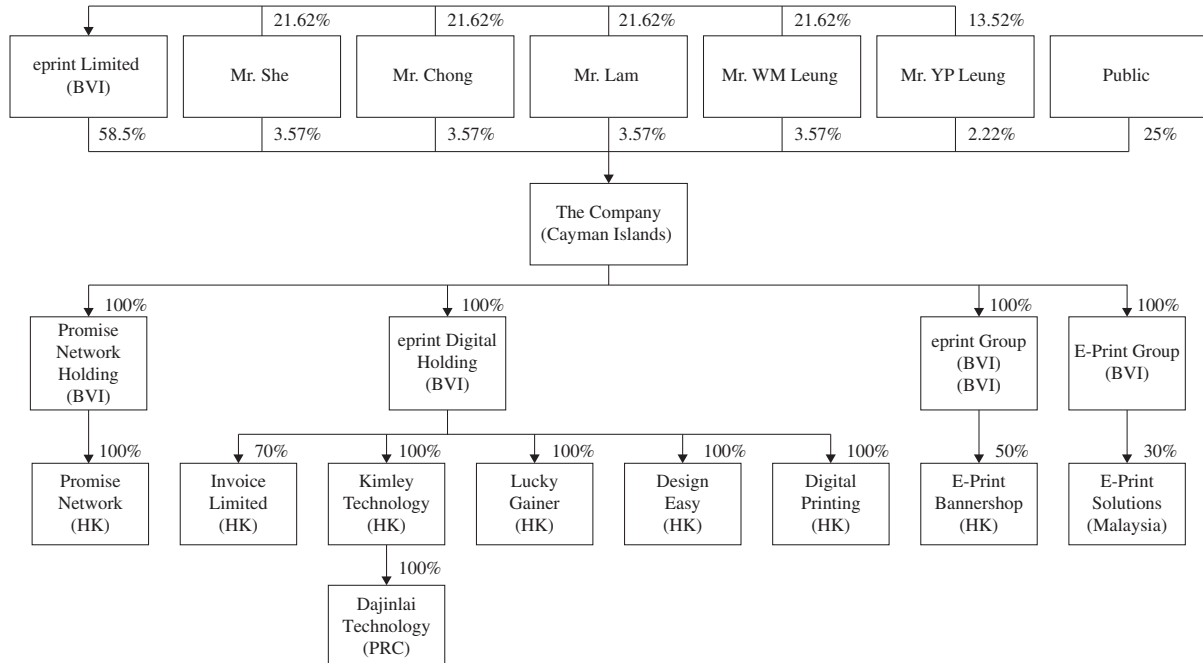 21.62%
21.62%
21.62%
21.62%
13.52%
eprint Limited
(BVI)
Mr. She
Mr. Chong
Mr. Lam
Mr. WM Leung
Mr. YP Leung
Public
58.5%
3.57%
3.57%
3.57%
3.57%
2.22%
25%
The Company
(Cayman Islands)
100%
100%
100%
100%
Promise
Network
Holding
(BVI)
eprint Digital
Holding
(BVI)
eprint Group
(BVI)
(BVI)
E-Print Group
(BVI)
100%
70%
100%
100%
100%
100%
50%
30%
Promise
Network
(HK)
Invoice
Limited
(HK)
Kimley
Technology
(HK)
Lucky
Gainer
(HK)
Design
Easy
(HK)
Digital
Printing
(HK)
E-Print
Bannershop
(HK)
E-Print
Solutions
(Malaysia)
100%
Dajinlai
Technology
(PRC)